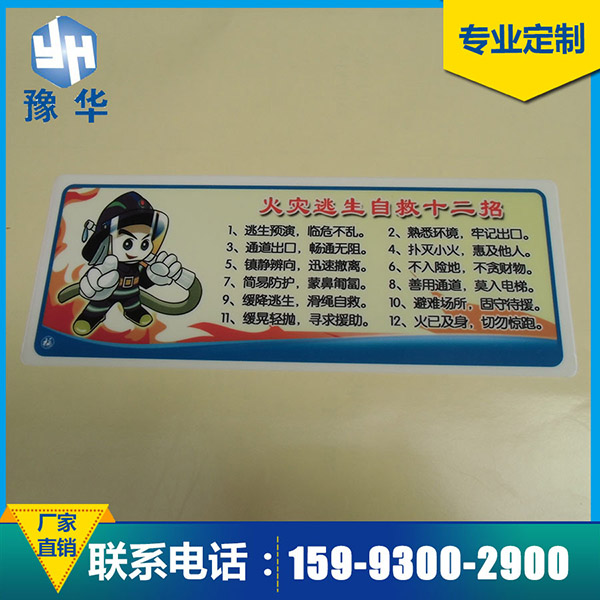 YH
豫华
专业定制
火灾逃生自救十二招
1、逃生预演，临危不乱。 2、熟悉环境，牢记出口。
3、通道出口，畅通无阻。 4、扑灭小火，惠及他人。
5、镇静辨向，迅速撤离。 6、不入险地，不贪财物。
7、简易防护，蒙鼻匍匐。 8、善用通道，莫入电梯。
9、缓降逃生，滑绳自救。 10、避难场所，固守待援。
11、缓晃轻抛，寻求援助。 12、火已及身，切勿惊跑。
厂家
直销
联系电话：159-9300-2900